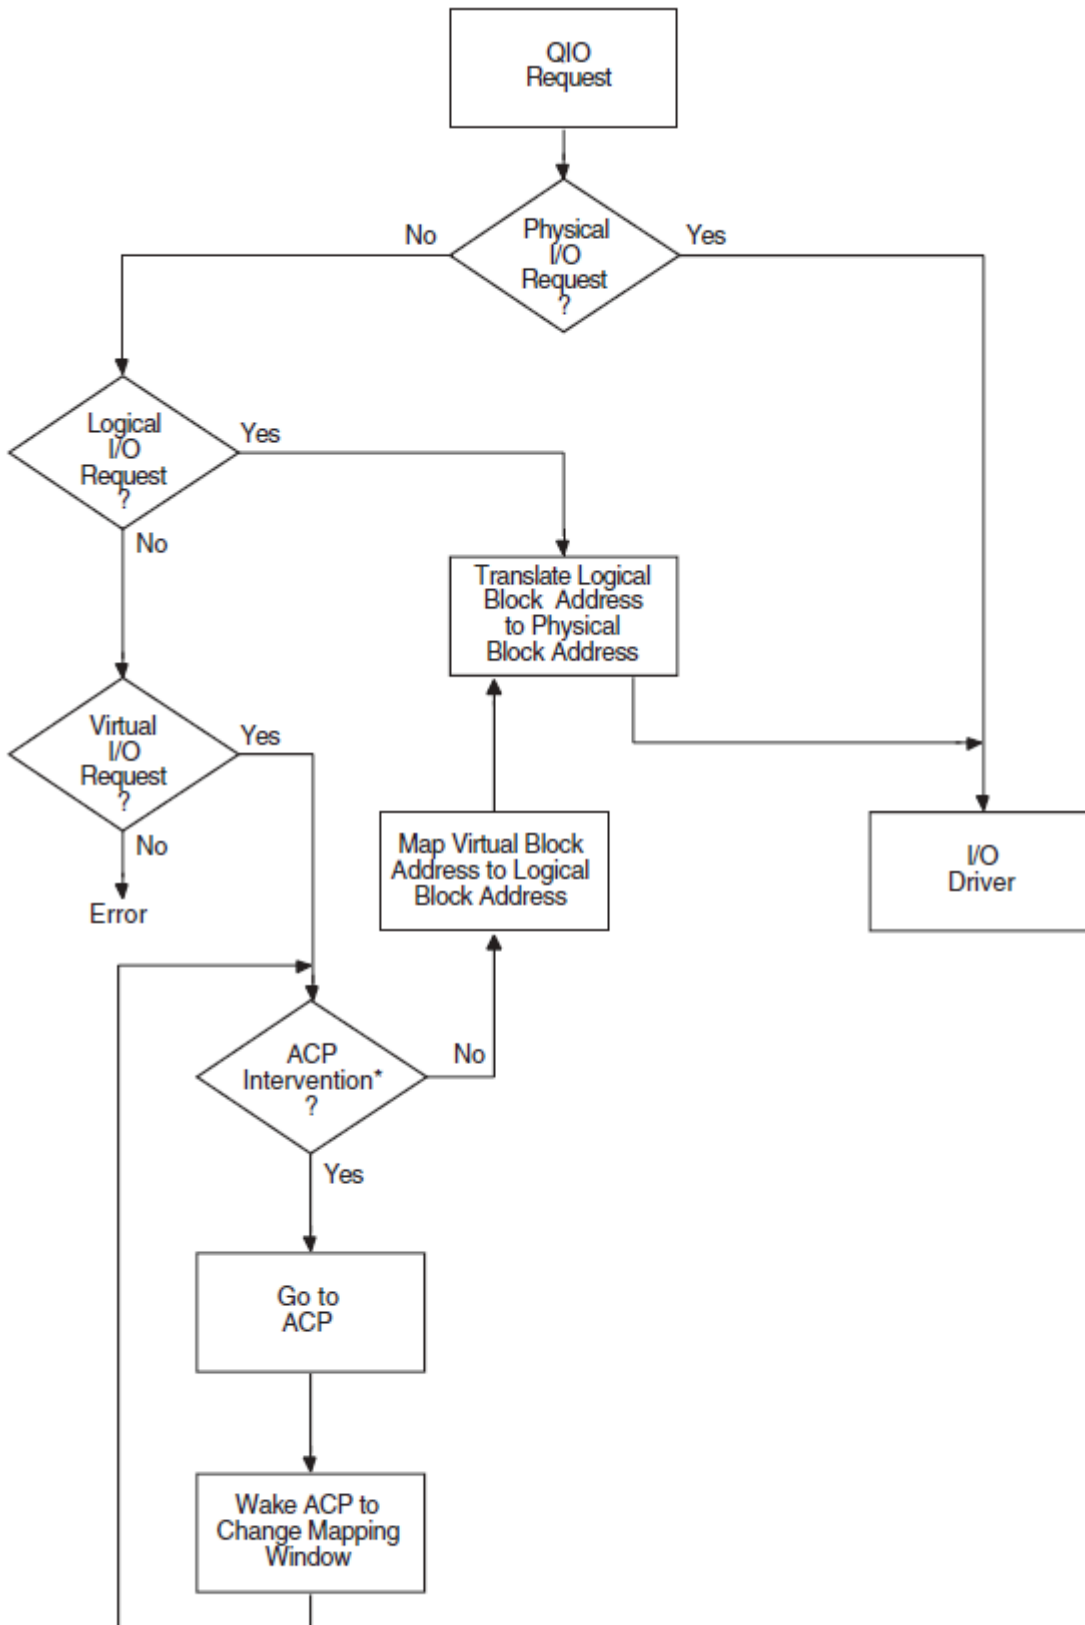 QIO
Request
Physical
I/O
Request
?
No
Yes
Logical
I/O
Request
?
Yes
No
Translate Logical
Block Address
to Physical
Block Address
Virtual
I/O
Request
?
Yes
No
Error
Map Virtual Block
Address to Logical
Block Address
I/O
Driver
ACP
Intervention*
?
No
Yes
Go to
ACP
Wake ACP to
Change Mapping
Window